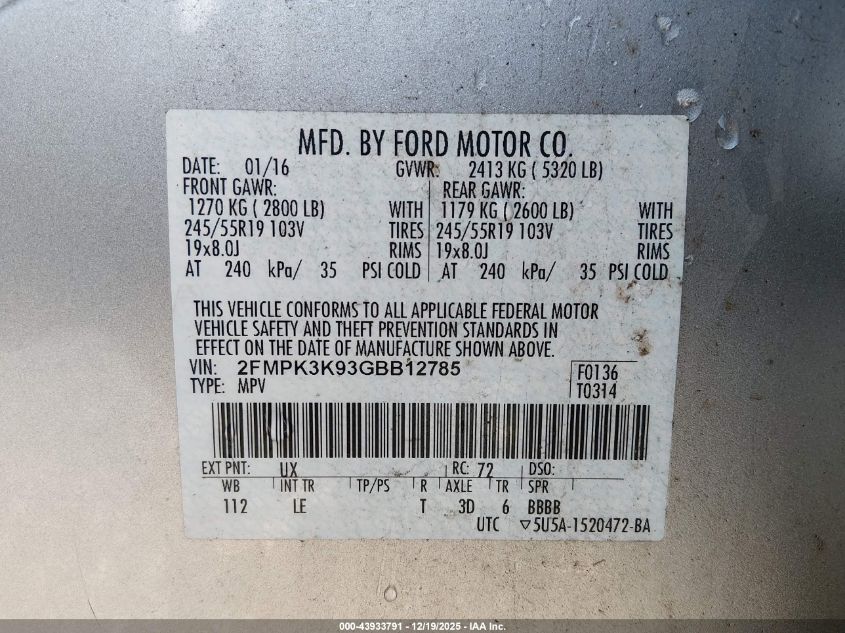 MFD. BY FORD MOTOR CO.
DATE: 01/16 GVWR: 2413 KG ( 5320 LB)
FRONT GAWR: REAR GAWR:
1270 KG ( 2800 LB) WITH 1179 KG ( 2600 LB) WITH
245/55R19 103V TIRES 245/55R19 103V TIRES
19x8.0J RIMS 19x8.0J RIMS
AT 240 kPa/ 35 PSI COLD AT 240 kPa/ 35 PSI COLD
THIS VEHICLE CONFORMS TO ALL APPLICABLE FEDERAL MOTOR
VEHICLE SAFETY AND THEFT PREVENTION STANDARDS IN
EFFECT ON THE DATE OF MANUFACTURE SHOWN ABOVE.
VIN: 2FMPK3K93GBB12785 F0136
TYPE: MPV T0314
EXT PNT: UX RC: 72 DSO:
WB INT TR TP/PS R AXLE TR SPR
112 LE T 3D 6 BBBB
UTC ▽5U5A-1520472-BA
000-43933791 - 12/19/2025 - IAA Inc.